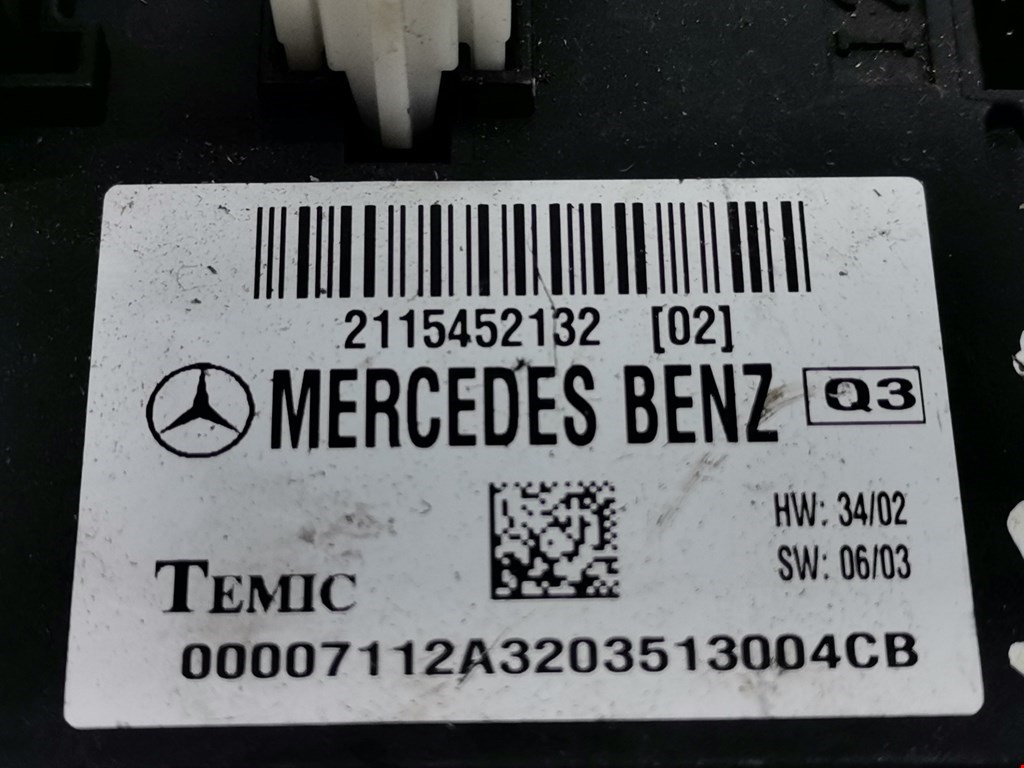 2115452132 [02]
MERCEDES BENZ Q3
HW: 34/02
SW: 06/03
TEMIC
00007112A3203513004CB